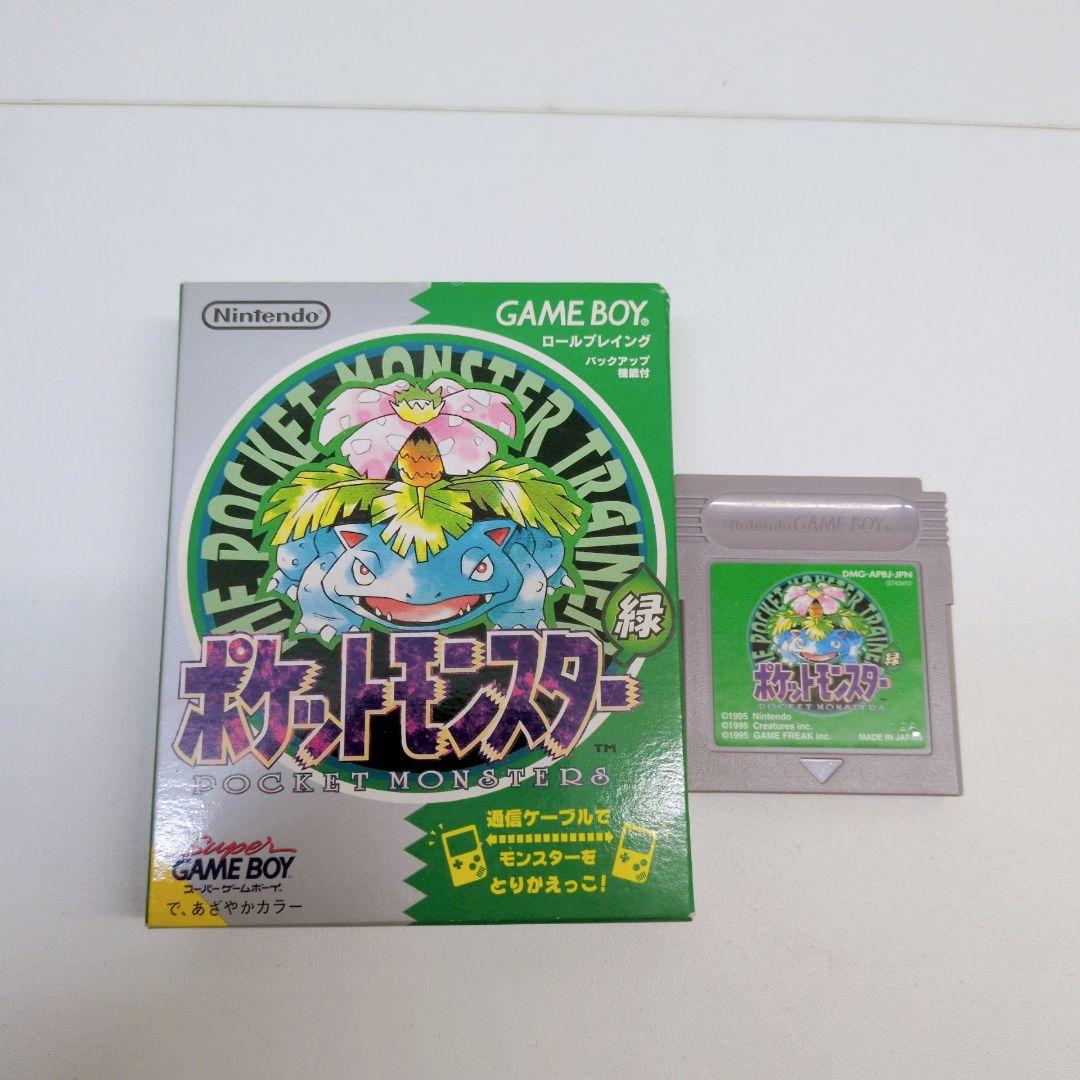 Nintendo
GAME BOY®
ロールプレイング
バックアップ
機能付
THE POCKET MONSTER TRAINER
緑
ポケットモンスター
TM
POCKET MONSTERS
通信ケーブルで
モンスターを
とりかえっこ!
Super
GAME BOY
スーパーゲームボーイ
で、あざやかカラー
Nintendo GAME BOY
DMG-APBJ-JPN
POCKET MONSTER TRAINE
緑
ポケットモンスター
©1995 Nintendo
©1995 Creatures inc.
©1995 GAME FREAK inc.
MADE IN JAPAN